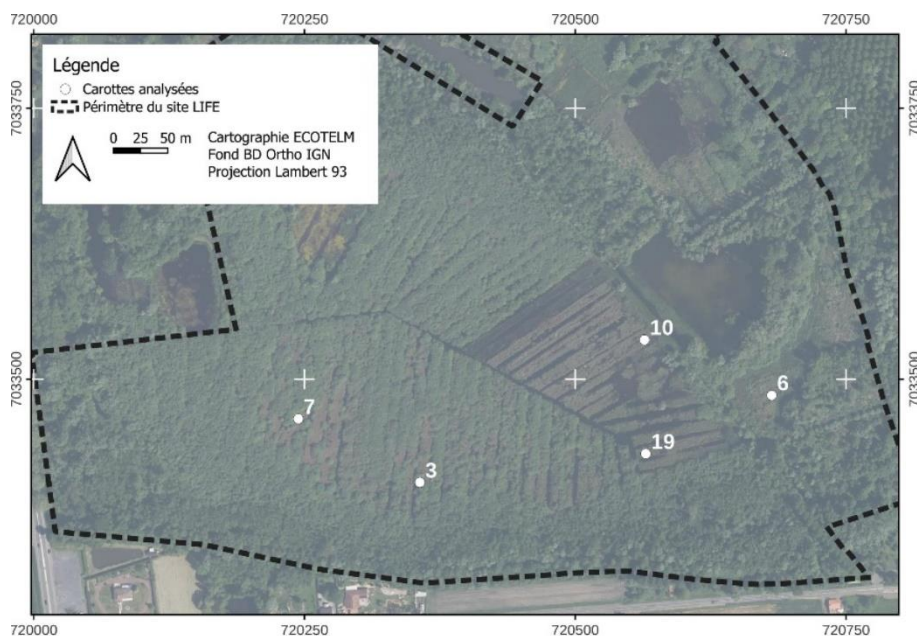 720000 720250 720500 720750
Légende
Carottes analysées
Périmètre du site LIFE
0 25 50 m
Cartographie ECOTELM
Fond BD Ortho IGN
Projection Lambert 93
7033750 7033750
10
7033500 7033500
6
7
19
3
720000 720250 720500 720750